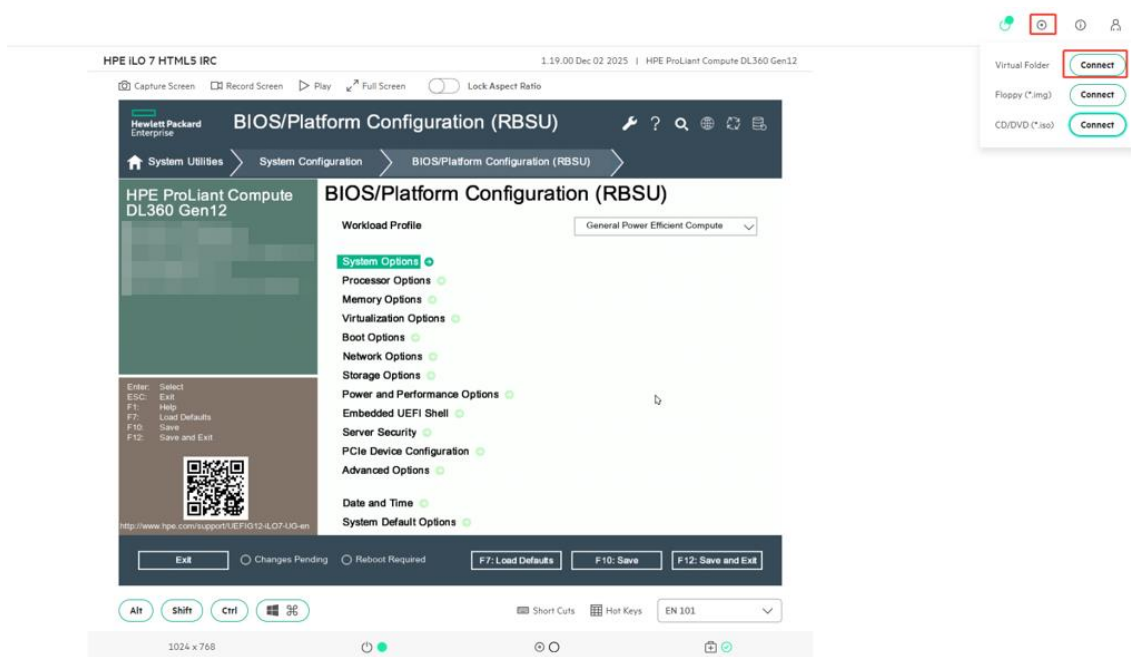 HPE iLO 7 HTML5 IRC
1.19.00 Dec 02 2025 | HPE ProLiant Compute DL360 Gen12
Capture Screen Record Screen Play Full Screen Lock Aspect Ratio
Virtual Folder Connect
Floppy (*.img) Connect
CD/DVD (*.iso) Connect
Hewlett Packard
Enterprise
BIOS/Platform Configuration (RBSU)
System Utilities System Configuration BIOS/Platform Configuration (RBSU)
HPE ProLiant Compute
DL360 Gen12
BIOS/Platform Configuration (RBSU)
Workload Profile General Power Efficient Compute
System Options
Processor Options
Memory Options
Virtualization Options
Boot Options
Network Options
Storage Options
Power and Performance Options
Embedded UEFI Shell
Server Security
PCIe Device Configuration
Advanced Options
Date and Time
System Default Options
Enter: Select
ESC: Exit
F1: Help
F7: Load Defaults
F10: Save
F12: Save and Exit
http://www.hpe.com/support/UEFIG12-iLO7-UG-en
Exit Changes Pending Reboot Required F7: Load Defaults F10: Save F12: Save and Exit
Alt Shift Ctrl ⌘ Short Cuts Hot Keys EN 101
1024 x 768